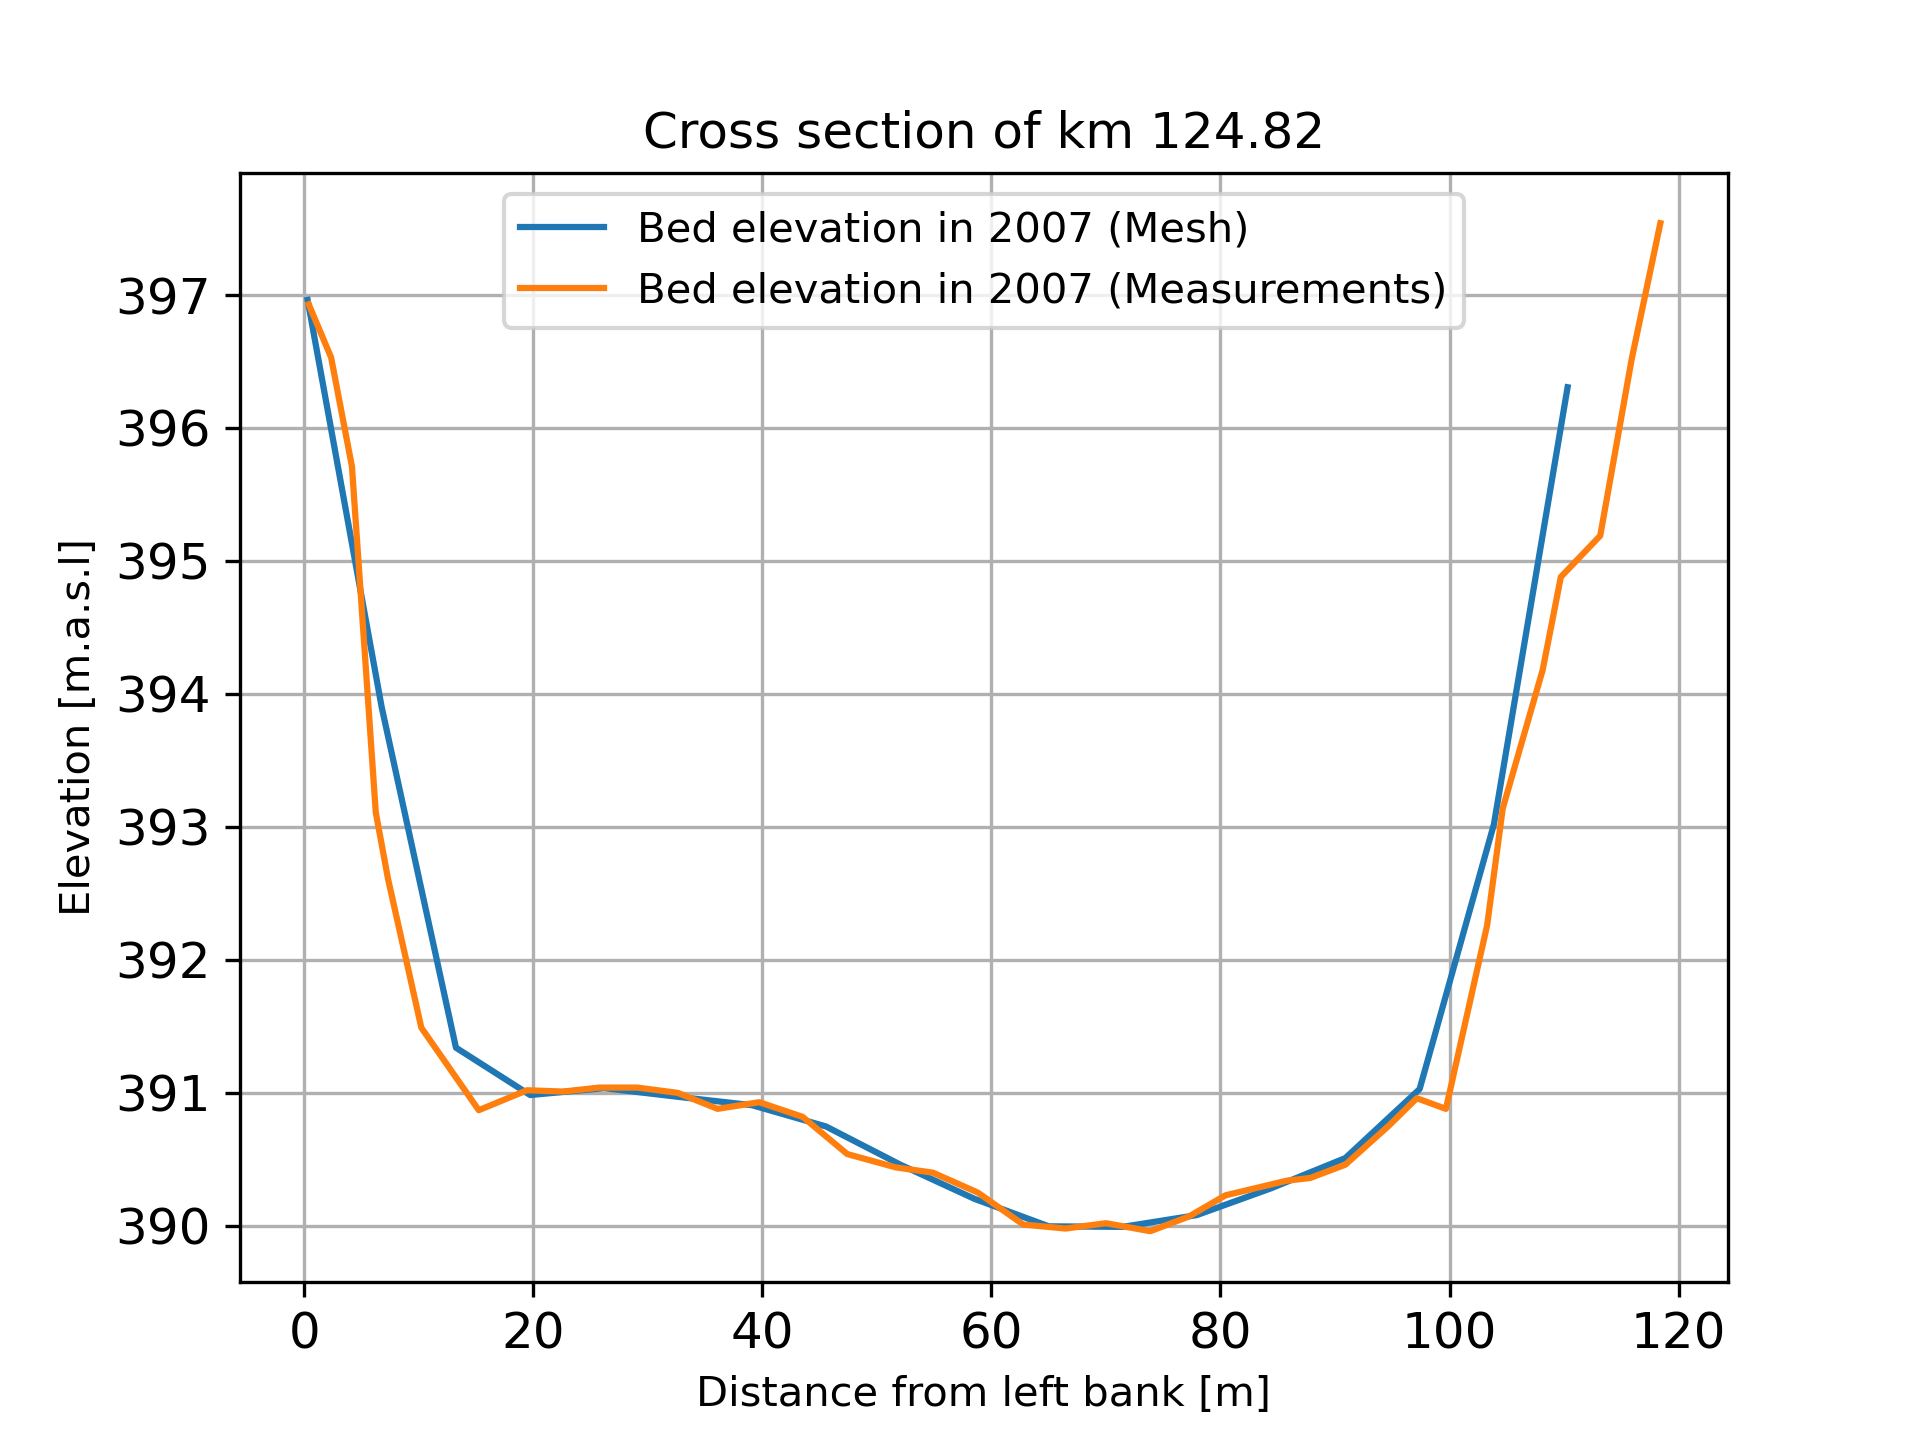 Cross section of km 124.82
Bed elevation in 2007 (Mesh)
Bed elevation in 2007 (Measurements)
Elevation [m.a.s.l]
397
396
395
394
393
392
391
390
0 20 40 60 80 100 120
Distance from left bank [m]